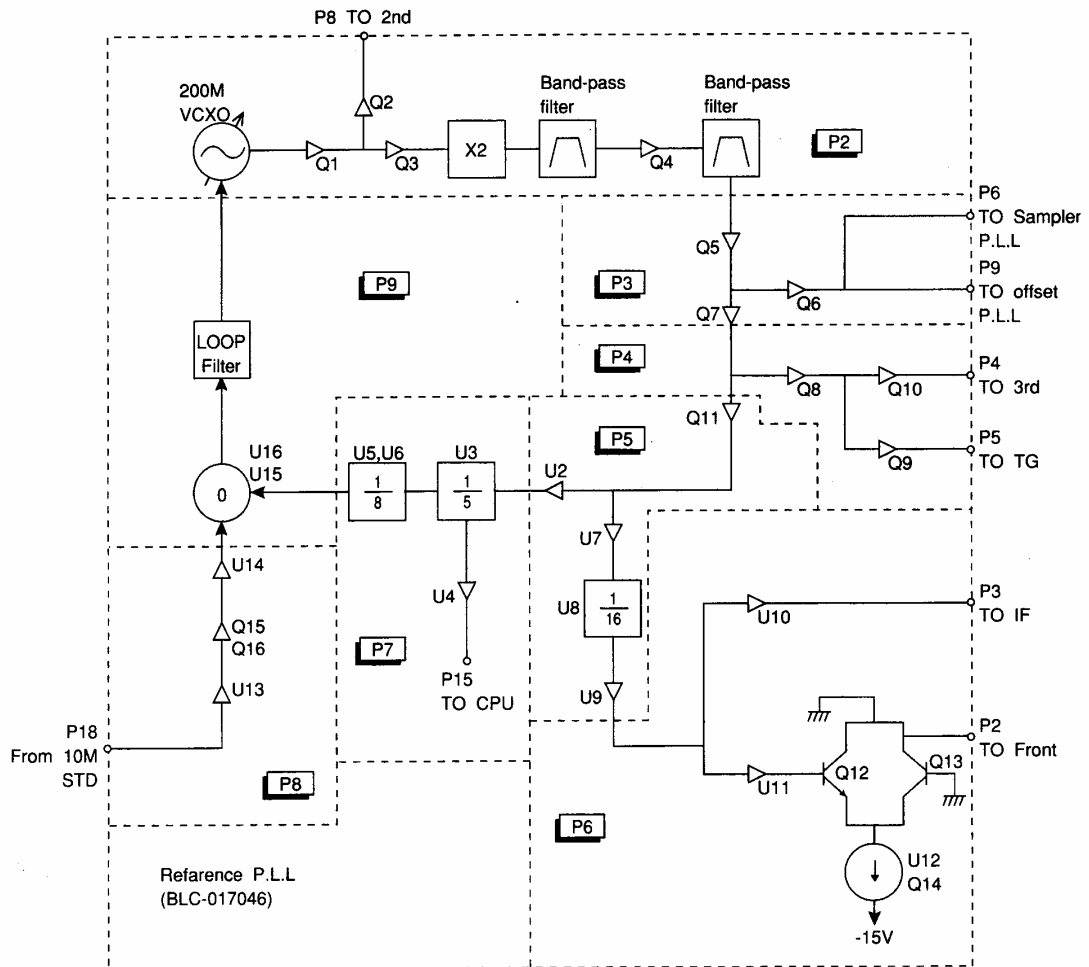 P8 TO 2nd
200M
VCXO
Q2
Band-pass
filter
Band-pass
filter
Q1
Q3
X2
Q4
P2
P6
TO Sampler
P.L.L
Q5
P9
P3
Q6
P9
TO offset
P.L.L
Q7
LOOP
Filter
P4
Q8
Q10
P4
TO 3rd
Q11
P5
Q9
P5
TO TG
U16
U15
0
U5,U6
1
8
U3
1
5
U2
U7
U14
U4
U8
1
16
U10
P3
TO IF
Q15
Q16
P7
U13
P15
TO CPU
U9
P18
From 10M
STD
P8
P2
TO Front
U11
Q12
Q13
P6
U12
Q14
-15V
Refarance P.L.L
(BLC-017046)